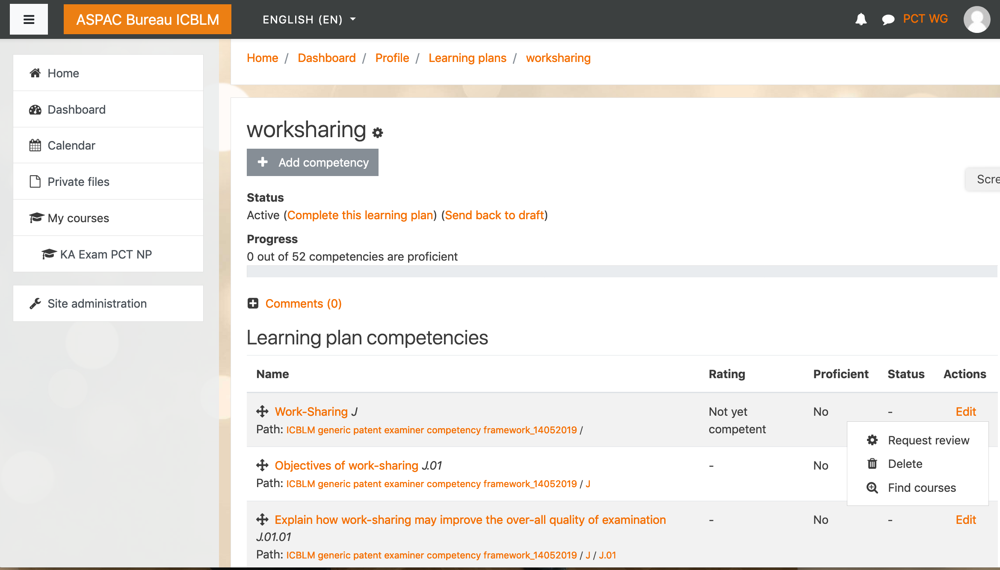 ASPAC Bureau ICBLM
ENGLISH (EN)
PCT WG
Home / Dashboard / Profile / Learning plans / worksharing
Home
Dashboard
Calendar
Private files
My courses
KA Exam PCT NP
Site administration
worksharing
Add competency
Scre
Status
Active (Complete this learning plan) (Send back to draft)
Progress
0 out of 52 competencies are proficient
Comments (0)
Learning plan competencies
Name Rating Proficient Status Actions
Work-Sharing J Not yet competent No - Edit
Path: ICBLM generic patent examiner competency framework_14052019 /
Request review
Delete
Find courses
Objectives of work-sharing J.01 - No
Path: ICBLM generic patent examiner competency framework_14052019 / J
Explain how work-sharing may improve the over-all quality of examination - No - Edit
J.01.01
Path: ICBLM generic patent examiner competency framework_14052019 / J / J.01